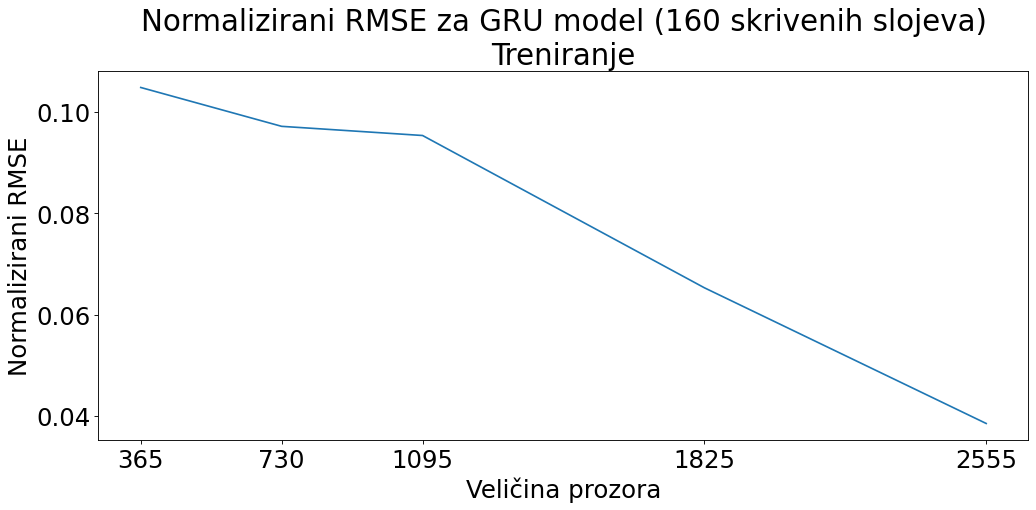 Normalizirani RMSE za GRU model (160 skrivenih slojeva)
Treniranje
Normalizirani RMSE
0.10
0.08
0.06
0.04
365 730 1095 1825 2555
Veličina prozora